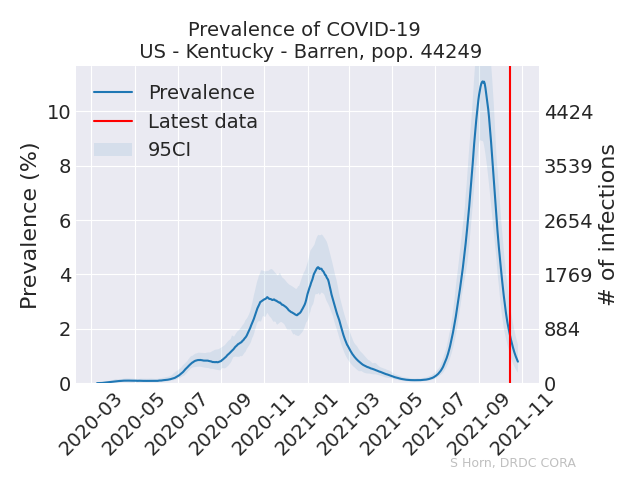 Prevalence of COVID-19
US - Kentucky - Barren, pop. 44249
Prevalence
Latest data
95CI
Prevalence (%)
10
8
6
4
2
0
4424
3539
2654
1769
884
0
# of infections
2020-03
2020-05
2020-07
2020-09
2020-11
2021-01
2021-03
2021-05
2021-07
2021-09
2021-11
S Horn, DRDC CORA